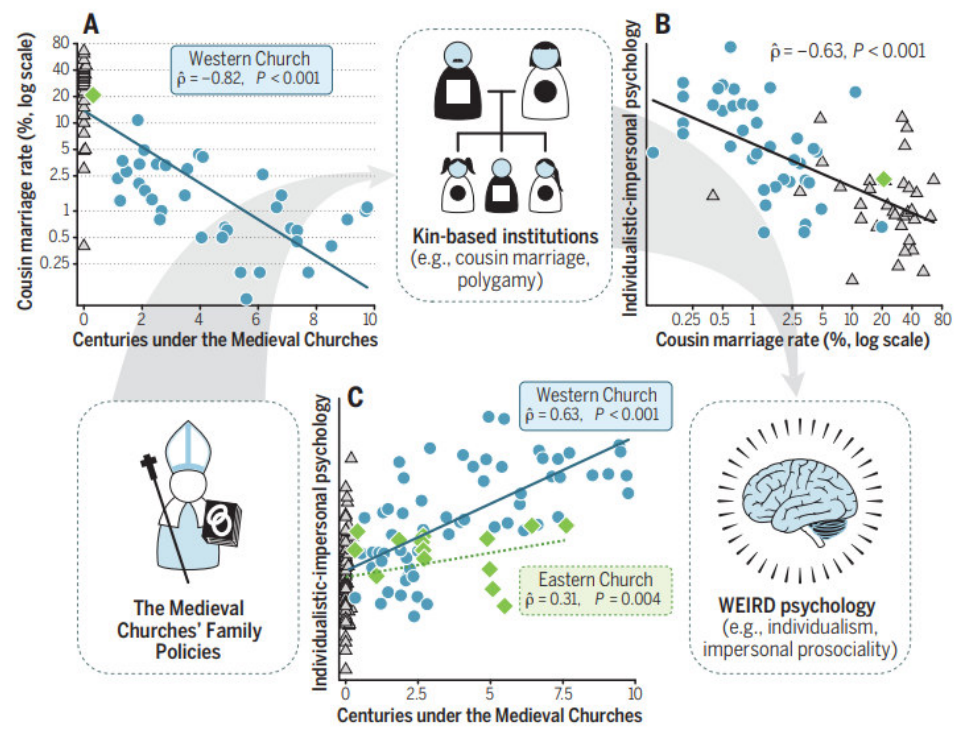 A
Cousin marriage rate (%, log scale)
80
40
20
10
5
2.5
1
0.5
0.25
Western Church
ρ̂ = −0.82, P < 0.001
0
2
4
6
8
10
Centuries under the Medieval Churches
Kin-based institutions
(e.g., cousin marriage,
polygamy)
B
Individualistic-impersonal psychology
ρ̂ = −0.63, P < 0.001
0.25
0.5
1
2.5
5
10
20
40
80
Cousin marriage rate (%, log scale)
The Medieval
Churches’ Family
Policies
C
Individualistic-impersonal psychology
Western Church
ρ̂ = 0.63, P < 0.001
Eastern Church
ρ̂ = 0.31, P = 0.004
0
2.5
5
7.5
10
Centuries under the Medieval Churches
WEIRD psychology
(e.g., individualism,
impersonal prosociality)